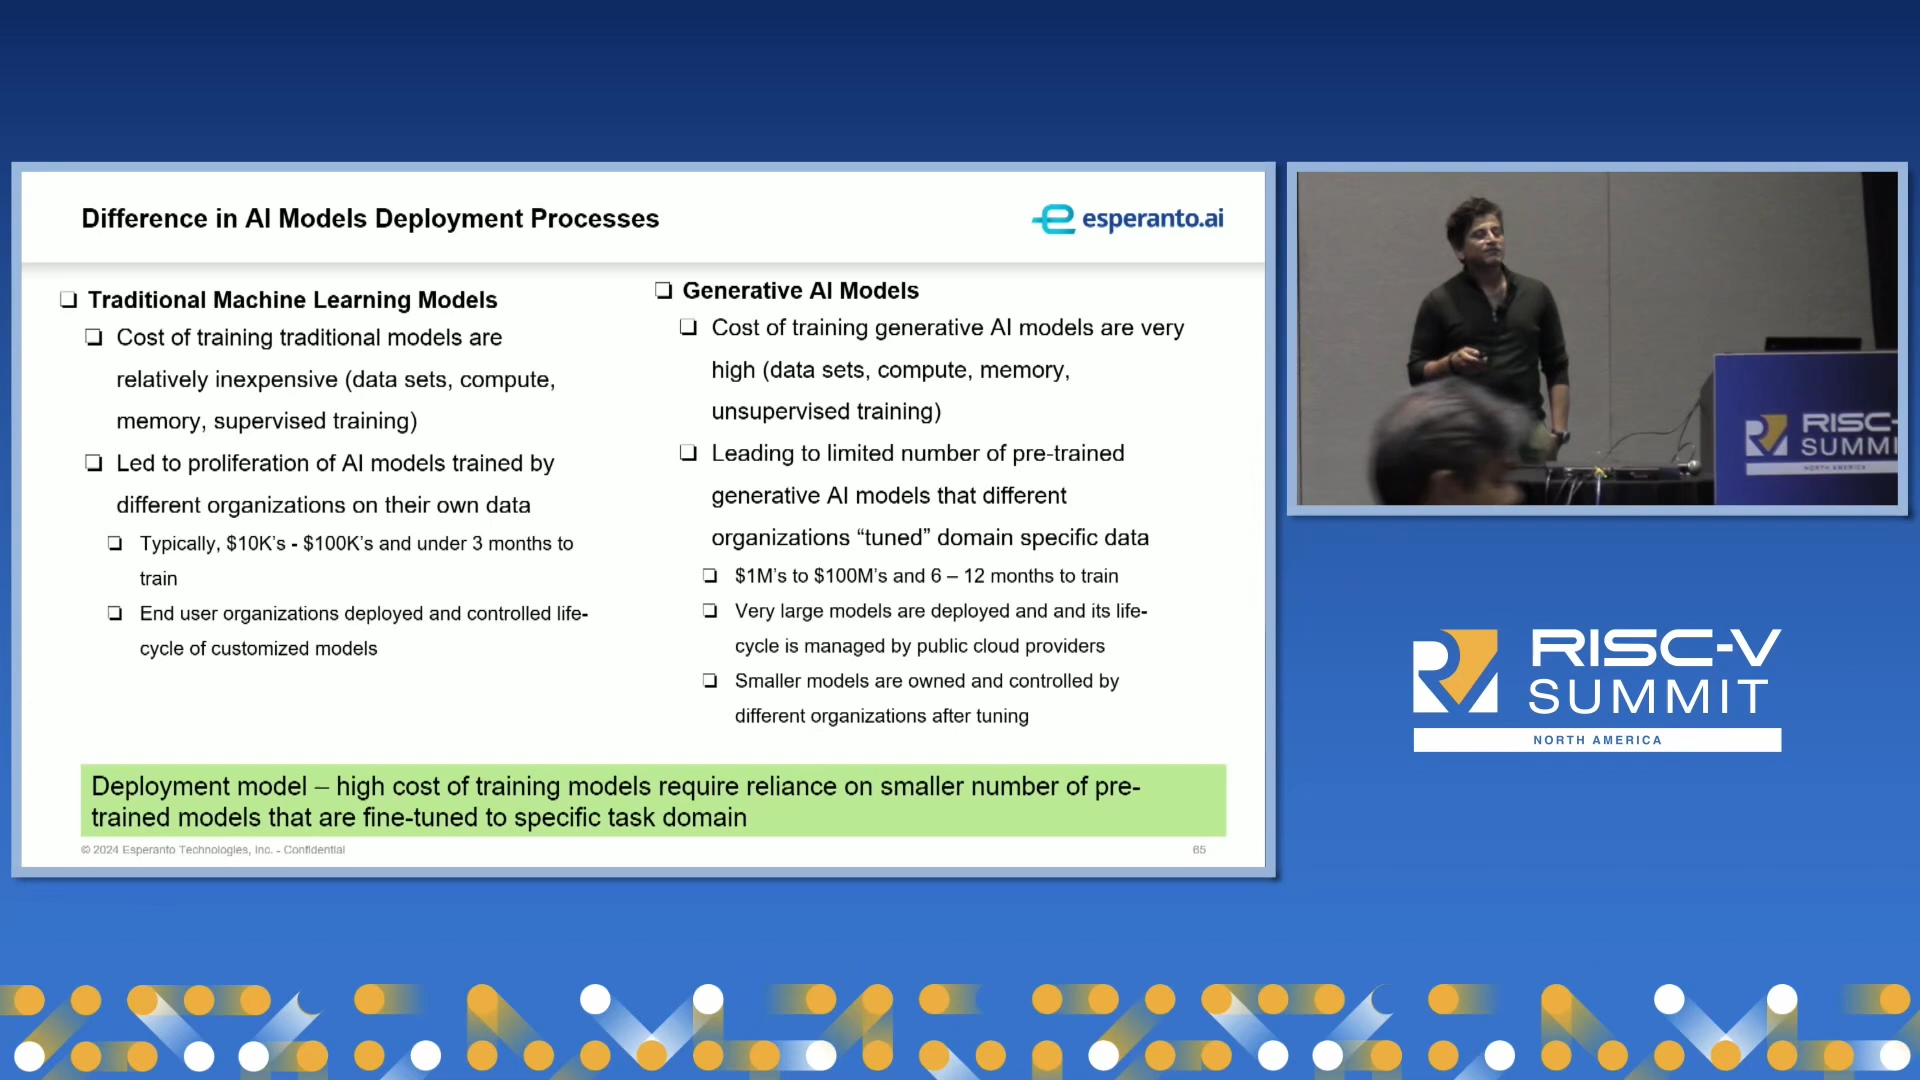 Difference in AI Models Deployment Processes
esperanto.ai
❑ Traditional Machine Learning Models
❑ Cost of training traditional models are
relatively inexpensive (data sets, compute,
memory, supervised training)
❑ Led to proliferation of AI models trained by
different organizations on their own data
❑ Typically, $10K’s - $100K’s and under 3 months to
train
❑ End user organizations deployed and controlled life-
cycle of customized models
❑ Generative AI Models
❑ Cost of training generative AI models are very
high (data sets, compute, memory,
unsupervised training)
❑ Leading to limited number of pre-trained
generative AI models that different
organizations “tuned” domain specific data
❑ $1M’s to $100M’s and 6 – 12 months to train
❑ Very large models are deployed and and its life-
cycle is managed by public cloud providers
❑ Smaller models are owned and controlled by
different organizations after tuning
Deployment model – high cost of training models require reliance on smaller number of pre-
trained models that are fine-tuned to specific task domain
© 2024 Esperanto Technologies, Inc. - Confidential
65
RISC-
SUMMI
NORTH AMERICA
RISC-V
SUMMIT
NORTH AMERICA